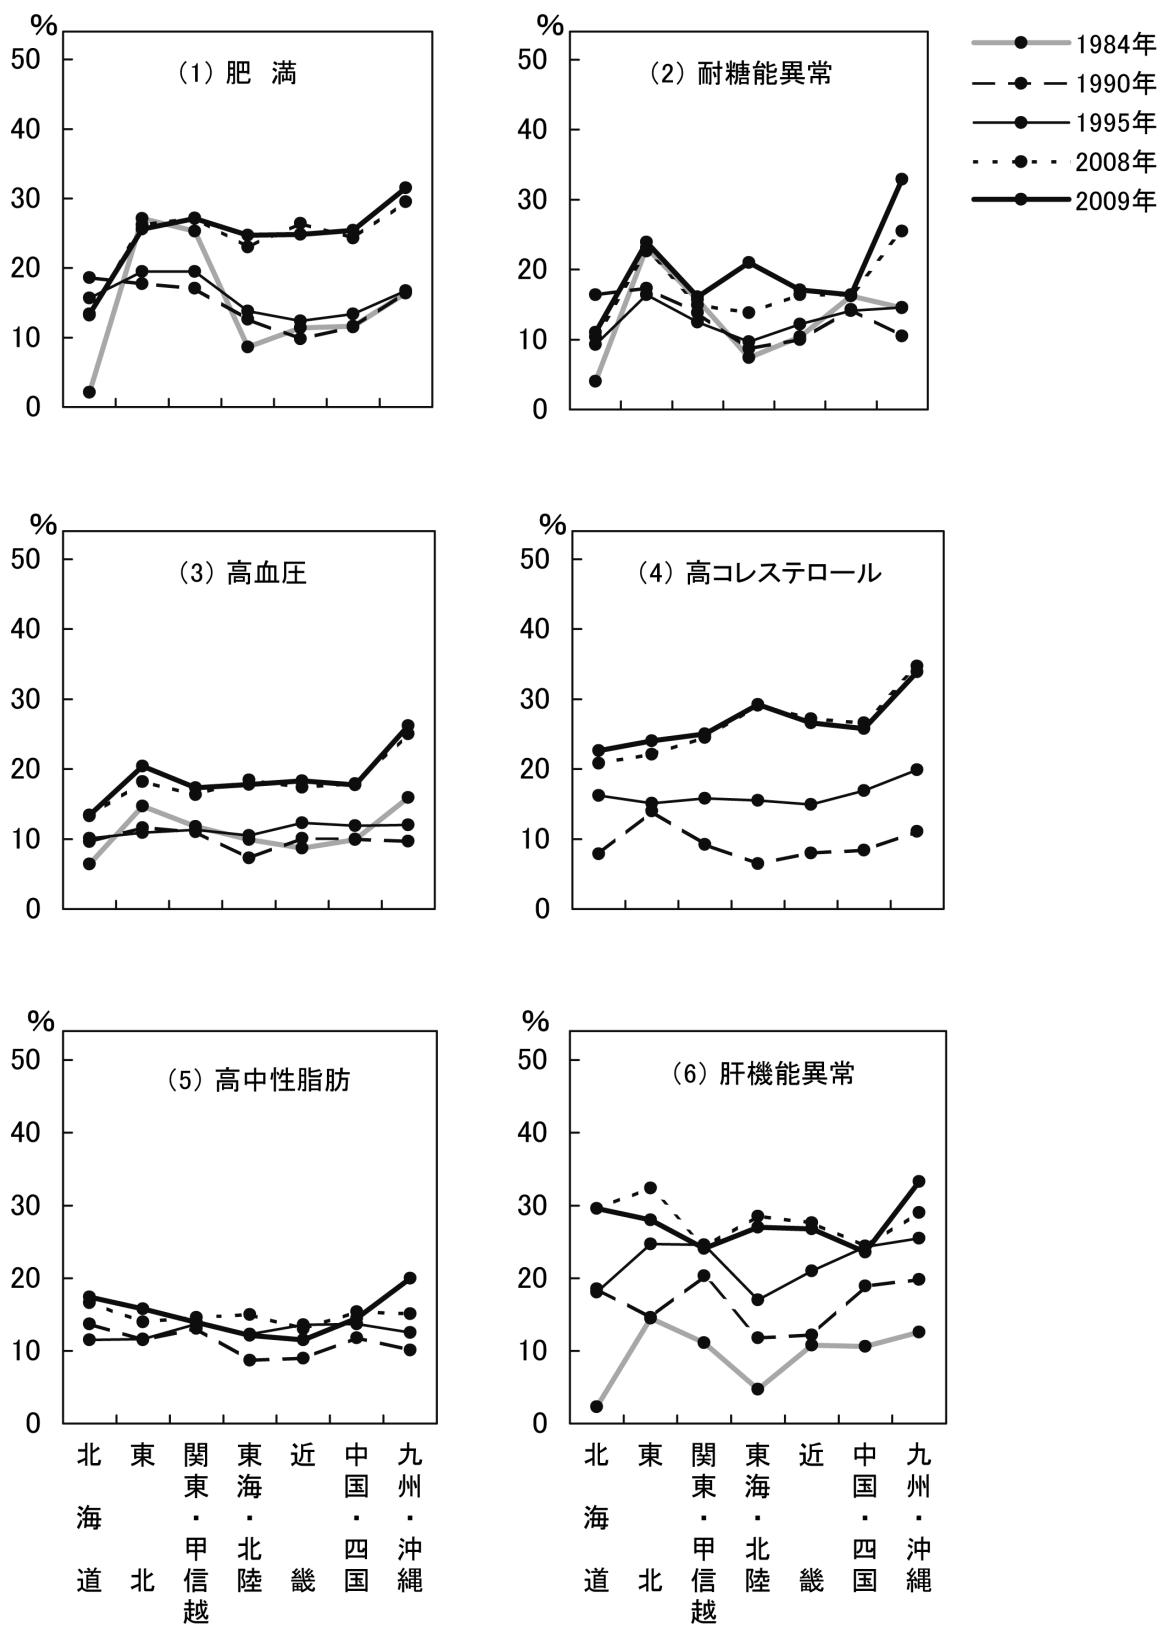 %
50
40
30
20
10
0
(1) 肥 満
%
50
40
30
20
10
0
(2) 耐糖能異常
1984年
1990年
1995年
2008年
2009年
%
50
40
30
20
10
0
(3) 高血圧
%
50
40
30
20
10
0
(4) 高コレステロール
%
50
40
30
20
10
0
(5) 高中性脂肪
北海道
東北
関東・甲信越
東海・北陸
近畿
中国・四国
九州・沖縄
%
50
40
30
20
10
0
(6) 肝機能異常
北海道
東北
関東・甲信越
東海・北陸
近畿
中国・四国
九州・沖縄